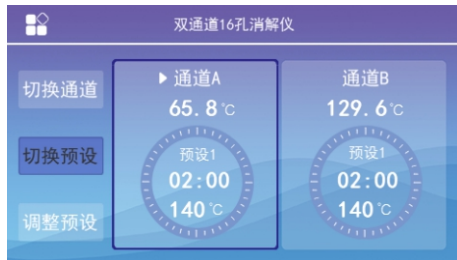 双通道16孔消解仪
切换通道
切换预设
调整预设
通道A
65.8℃
预设1
02:00
140℃
通道B
129.6℃
预设1
02:00
140℃